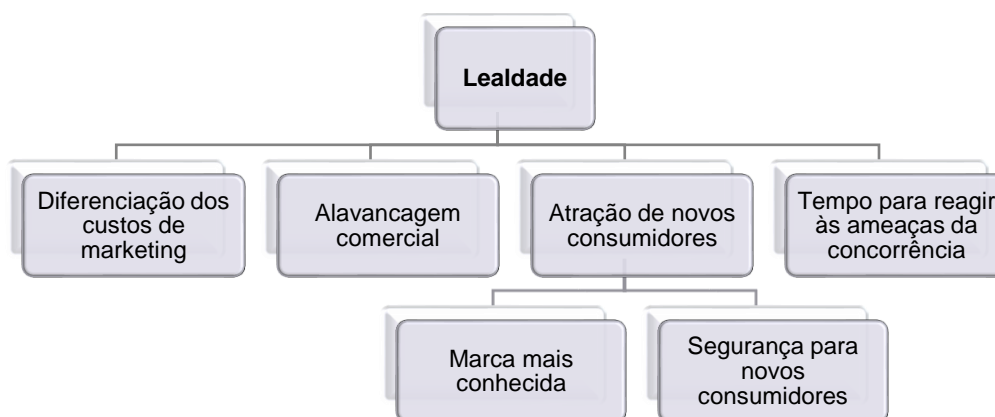 Lealdade
Diferenciação dos
custos de
marketing
Alavancagem
comercial
Atração de novos
consumidores
Tempo para reagir
às ameaças da
concorrência
Marca mais
conhecida
Segurança para
novos
consumidores